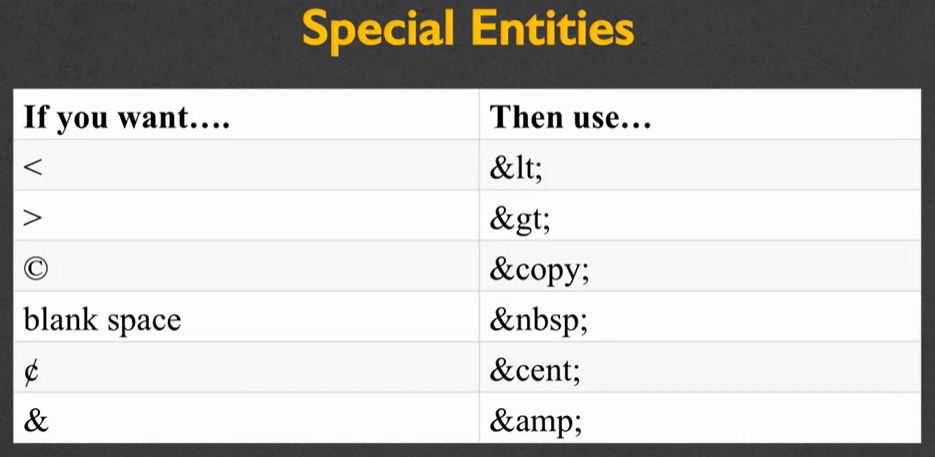 Special Entities
If you want…. Then use…
< &lt;
> &gt;
© &copy;
blank space &nbsp;
¢ &cent;
& &amp;